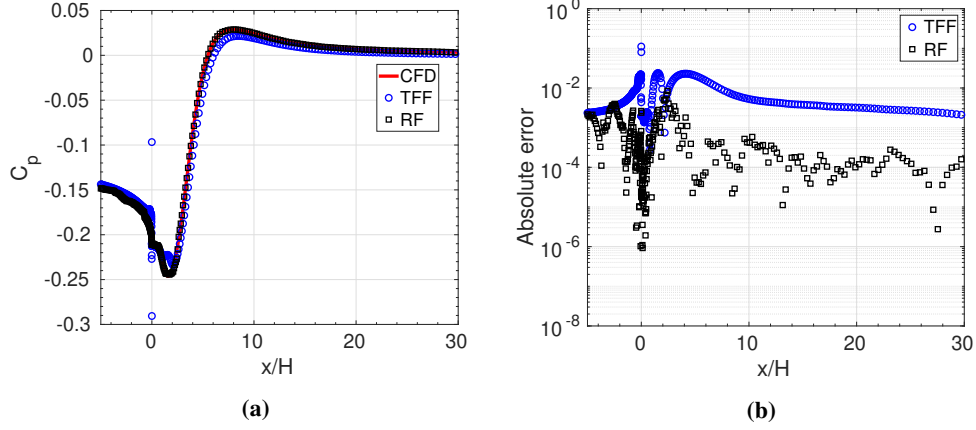 0.05
0
-0.05
-0.1
-0.15
-0.2
-0.25
-0.3
C_p
CFD
TFF
RF
0
10
20
30
x/H
(a)
10^0
10^-2
10^-4
10^-6
10^-8
Absolute error
TFF
RF
0
10
20
30
x/H
(b)